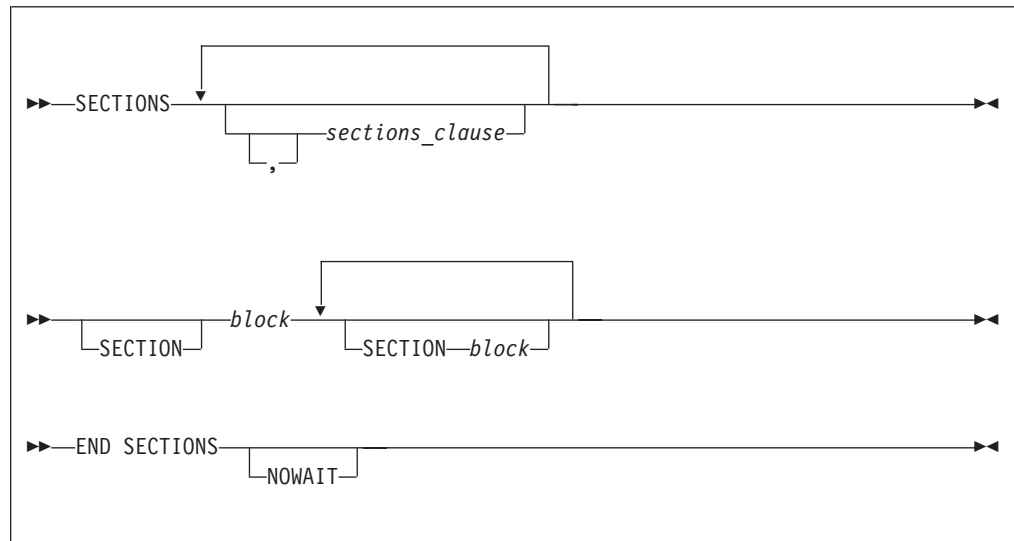 SECTIONS
sections_clause
,
block
SECTION
SECTION block
END SECTIONS
NOWAIT